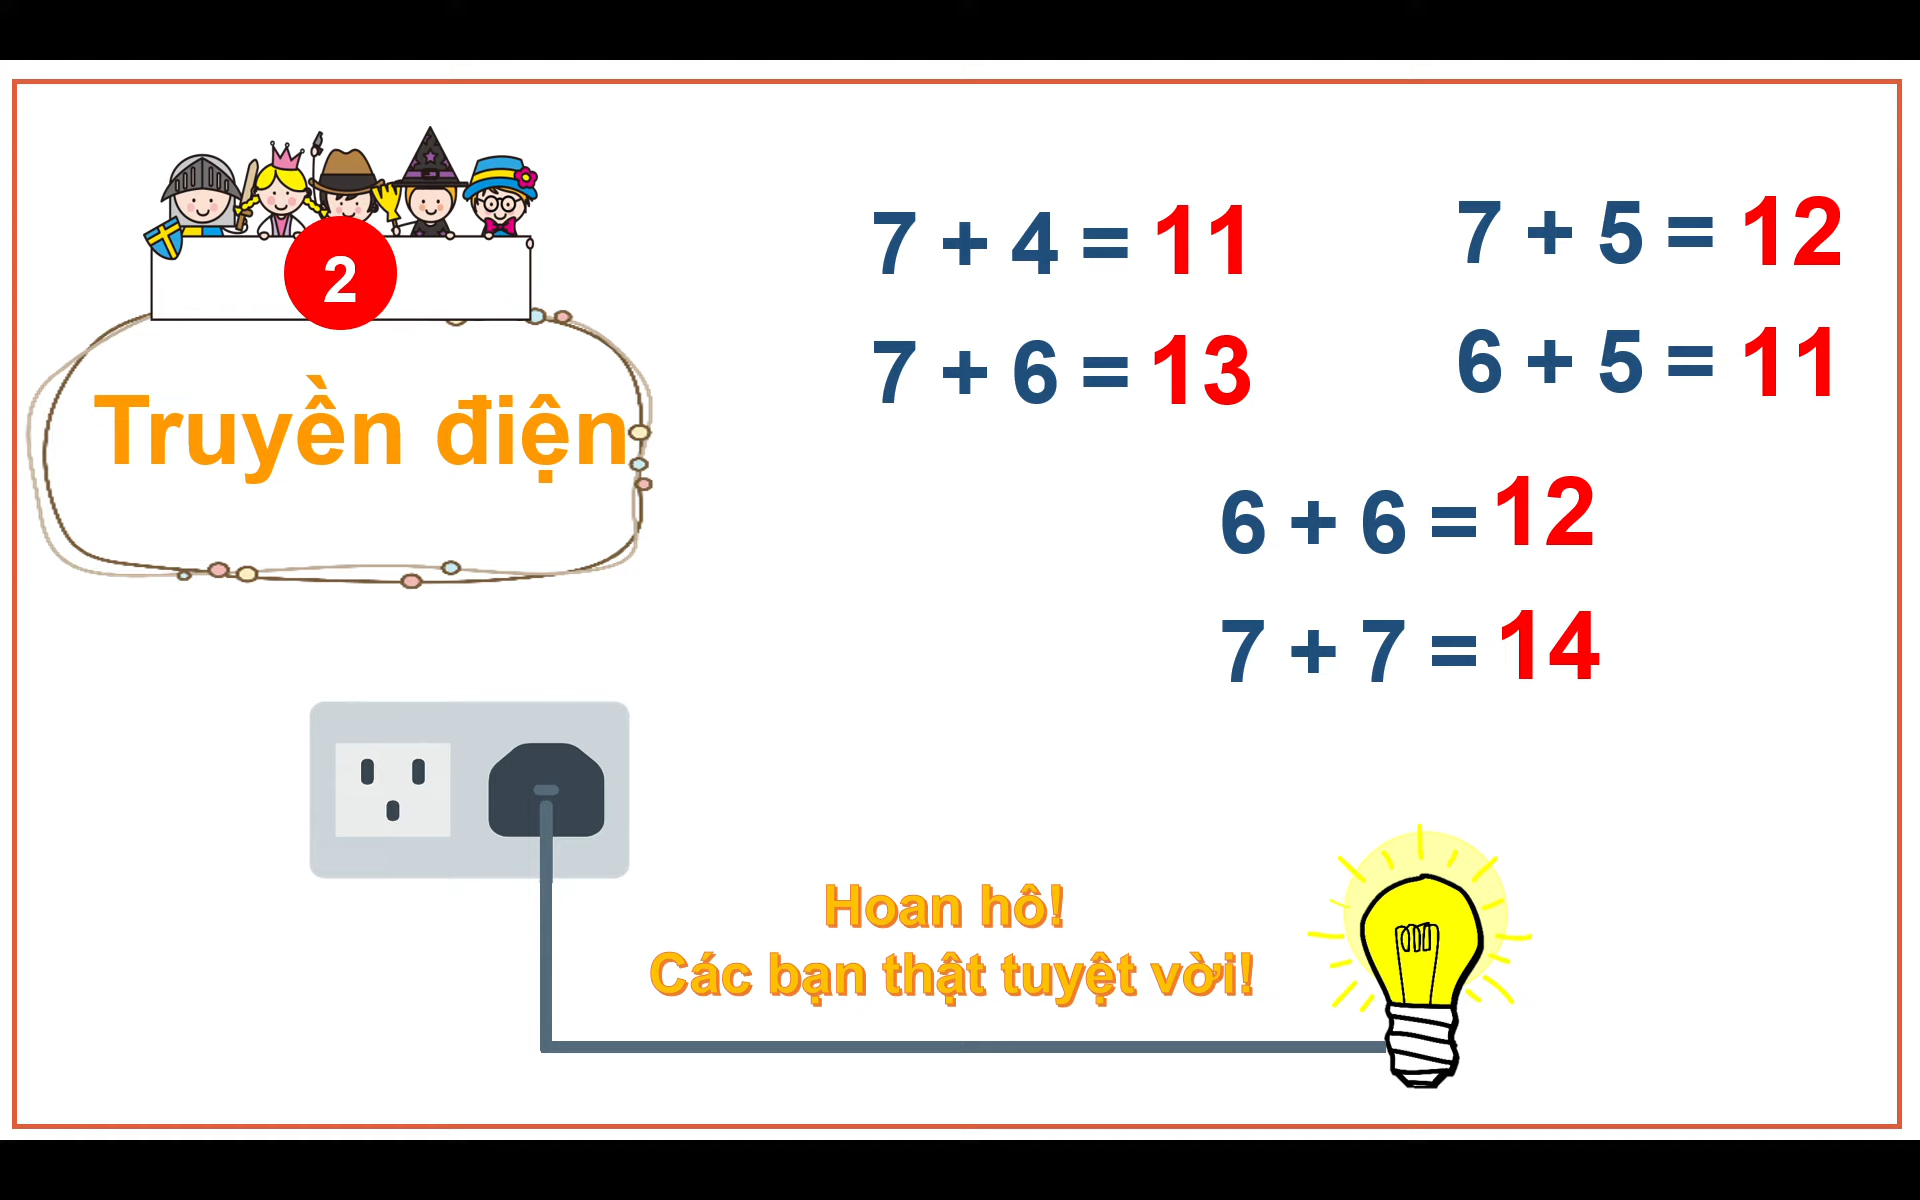 2
Truyền điện
7 + 4 = 11
7 + 6 = 13
7 + 5 = 12
6 + 5 = 11
6 + 6 = 12
7 + 7 = 14
Hoan hô!
Các bạn thật tuyệt vời!